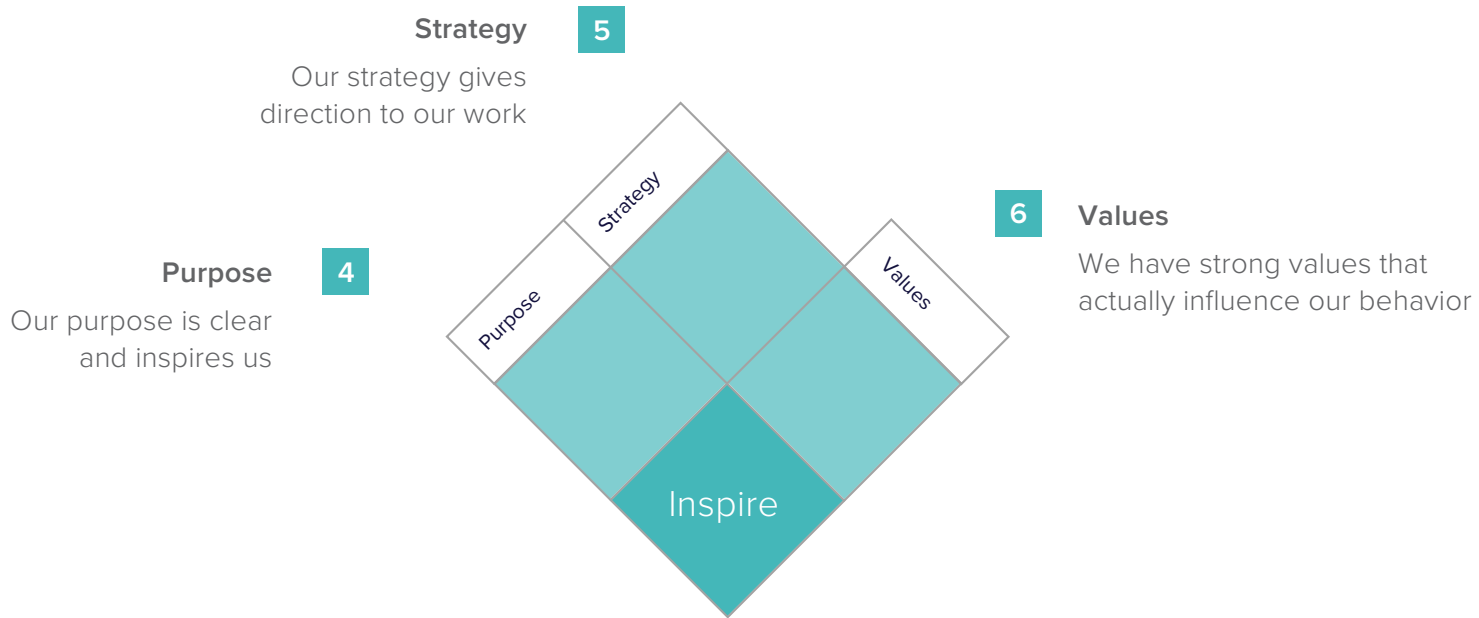 Strategy
5
Our strategy gives
direction to our work
Strategy
6
Values
We have strong values that
actually influence our behavior
Values
Purpose
4
Our purpose is clear
and inspires us
Purpose
Inspire